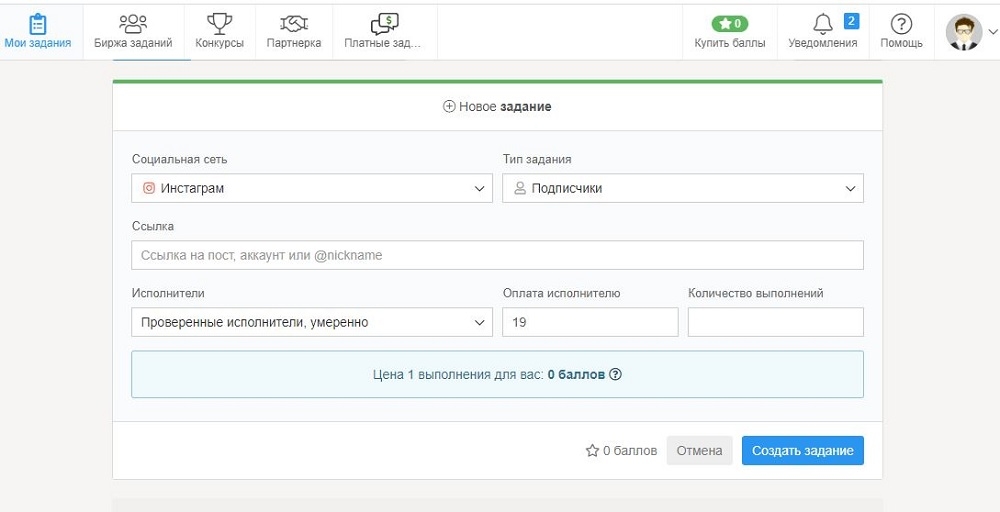 0
2
Мои задания
Биржа заданий
Конкурсы
Партнерка
Платные зад...
Купить баллы
Уведомления
Помощь
Новое задание
Социальная сеть
Тип задания
Инстаграм
Подписчики
Ссылка
Ссылка на пост, аккаунт или @nickname
Исполнители
Оплата исполнителю
Количество выполнений
Проверенные исполнители, умеренно
19
Цена 1 выполнения для вас: 0 баллов
0 баллов
Отмена
Создать задание